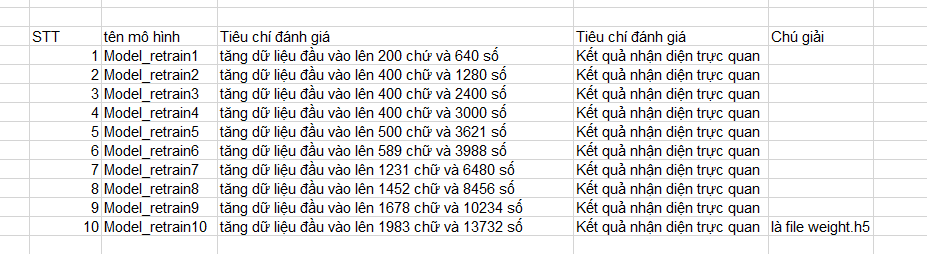 STT tên mô hình Tiêu chí đánh giá Tiêu chí đánh giá Chú giải
1 Model_retrain1 tăng dữ liệu đầu vào lên 200 chứ và 640 số Kết quả nhận diện trực quan
2 Model_retrain2 tăng dữ liệu đầu vào lên 400 chữ và 1280 số Kết quả nhận diện trực quan
3 Model_retrain3 tăng dữ liệu đầu vào lên 400 chữ và 2400 số Kết quả nhận diện trực quan
4 Model_retrain4 tăng dữ liệu đầu vào lên 400 chữ và 3000 số Kết quả nhận diện trực quan
5 Model_retrain5 tăng dữ liệu đầu vào lên 500 chữ và 3621 số Kết quả nhận diện trực quan
6 Model_retrain6 tăng dữ liệu đầu vào lên 589 chữ và 3988 số Kết quả nhận diện trực quan
7 Model_retrain7 tăng dữ liệu đầu vào lên 1231 chữ và 6480 số Kết quả nhận diện trực quan
8 Model_retrain8 tăng dữ liệu đầu vào lên 1452 chữ và 8456 số Kết quả nhận diện trực quan
9 Model_retrain9 tăng dữ liệu đầu vào lên 1678 chữ và 10234 số Kết quả nhận diện trực quan
10 Model_retrain10 tăng dữ liệu đầu vào lên 1983 chữ và 13732 số Kết quả nhận diện trực quan là file weight.h5